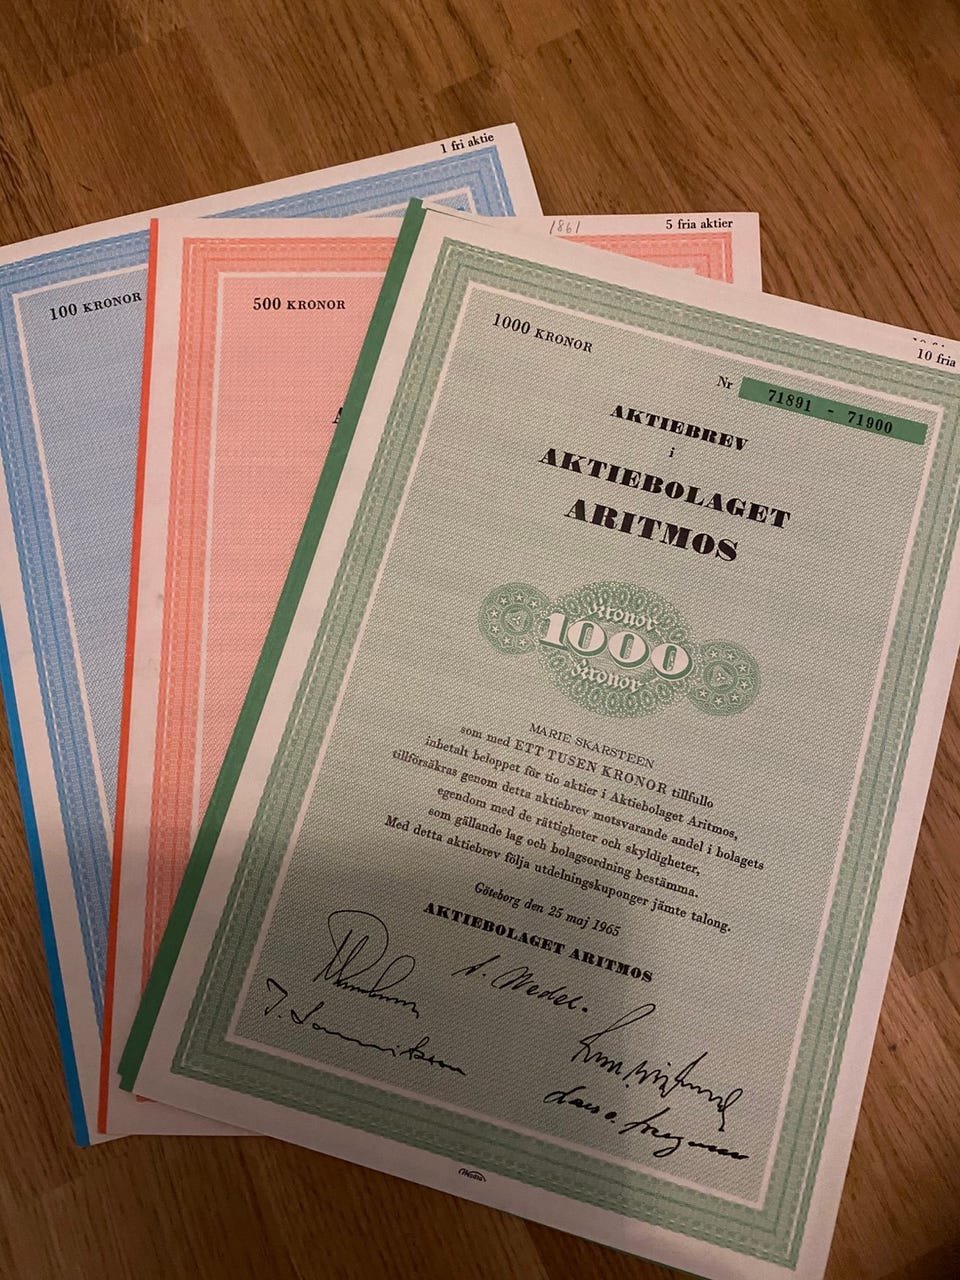 1 fri aktie
100 KRONOR
1861
5 fria aktier
500 KRONOR
10 fria
1000 KRONOR
Nr 71891 - 71900
AKTIEBREV
i
AKTIEBOLAGET
ARITMOS
Kronor
1000
Kronor
MARIE SKARSTEEN
som med ETT TUSEN KRONOR tillfullo
inbetalt beloppet för tio aktier i Aktiebolaget Aritmos,
tillförsäkras genom detta aktiebrev motsvarande andel i bolagets
egendom med de rättigheter och skyldigheter,
som gällande lag och bolagsordning bestämma.
Med detta aktiebrev följa utdelningskuponger jämte talong.
Göteborg den 25 maj 1965
AKTIEBOLAGET ARITMOS